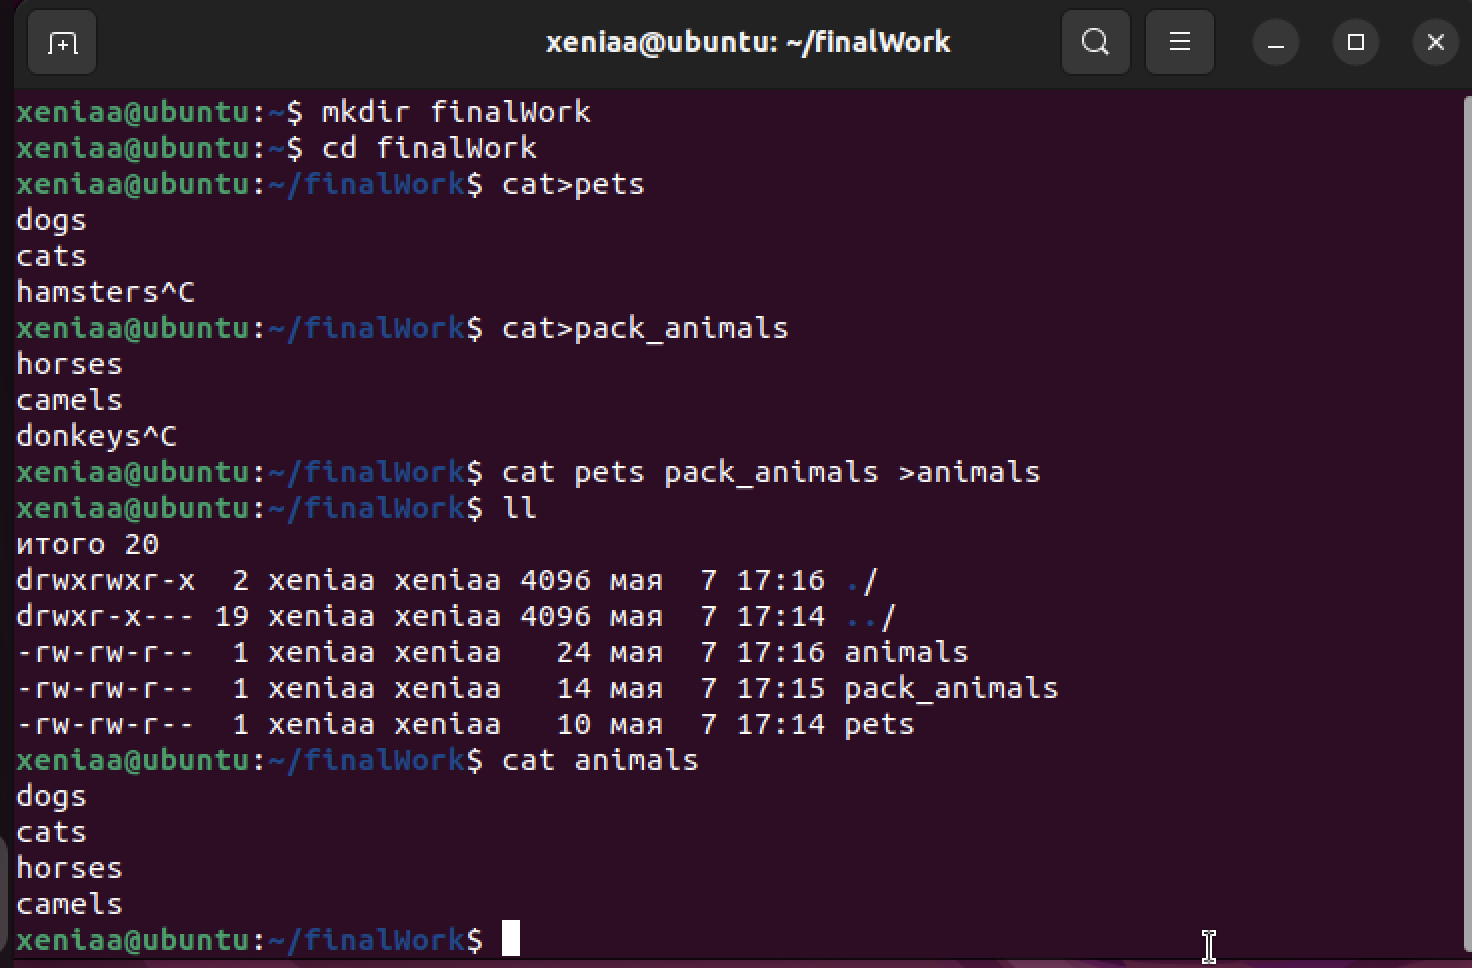 xeniaa@ubuntu: ~/finalWork
xeniaa@ubuntu:~$ mkdir finalWork
xeniaa@ubuntu:~$ cd finalWork
xeniaa@ubuntu:~/finalWork$ cat>pets
dogs
cats
hamsters^C
xeniaa@ubuntu:~/finalWork$ cat>pack_animals
horses
camels
donkeys^C
xeniaa@ubuntu:~/finalWork$ cat pets pack_animals >animals
xeniaa@ubuntu:~/finalWork$ ll
итого 20
drwxrwxr-x  2 xeniaa xeniaa 4096 мая  7 17:16 ./
drwxr-x--- 19 xeniaa xeniaa 4096 мая  7 17:14 ../
-rw-rw-r--  1 xeniaa xeniaa   24 мая  7 17:16 animals
-rw-rw-r--  1 xeniaa xeniaa   14 мая  7 17:15 pack_animals
-rw-rw-r--  1 xeniaa xeniaa   10 мая  7 17:14 pets
xeniaa@ubuntu:~/finalWork$ cat animals
dogs
cats
horses
camels
xeniaa@ubuntu:~/finalWork$